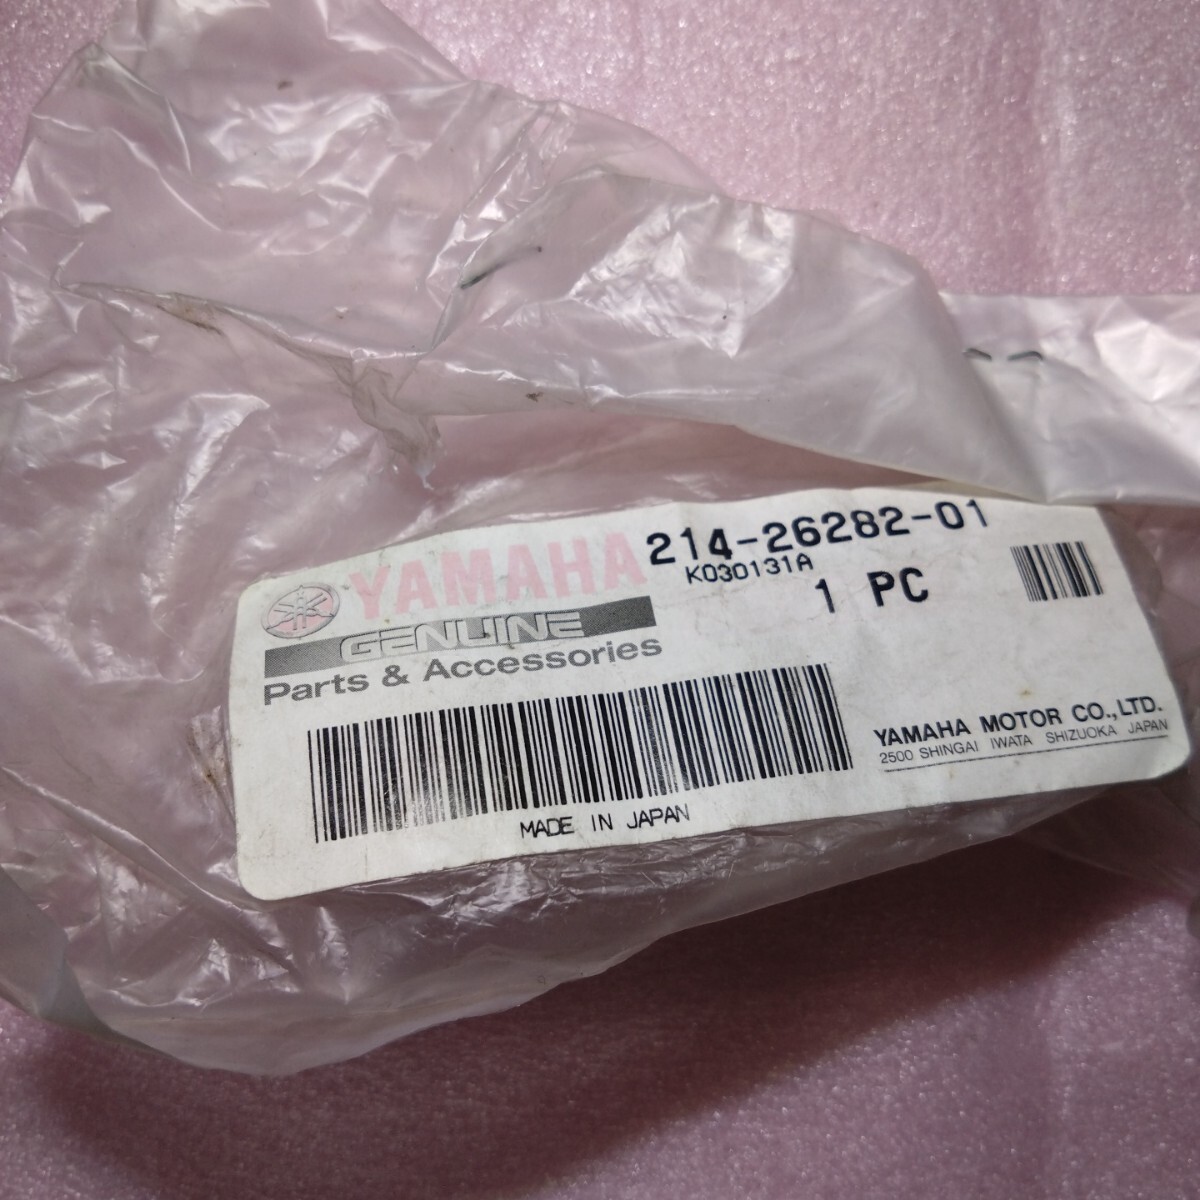 YAMAHA
GENUINE
Parts & Accessories
214-26282-01
K030131A
1 PC
MADE IN JAPAN
YAMAHA MOTOR CO.,LTD.
2500 SHINGAI IWATA SHIZUOKA JAPAN